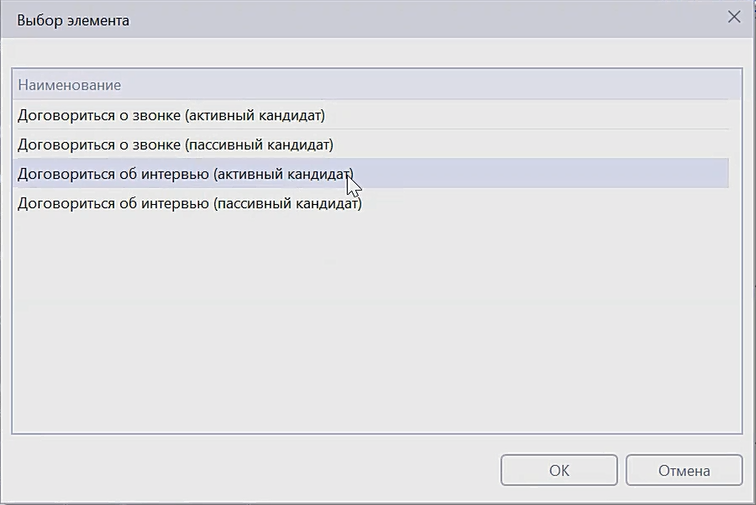 Выбор элемента
Наименование
Договориться о звонке (активный кандидат)
Договориться о звонке (пассивный кандидат)
Договориться об интервью (активный кандидат)
Договориться об интервью (пассивный кандидат)
ОК
Отмена